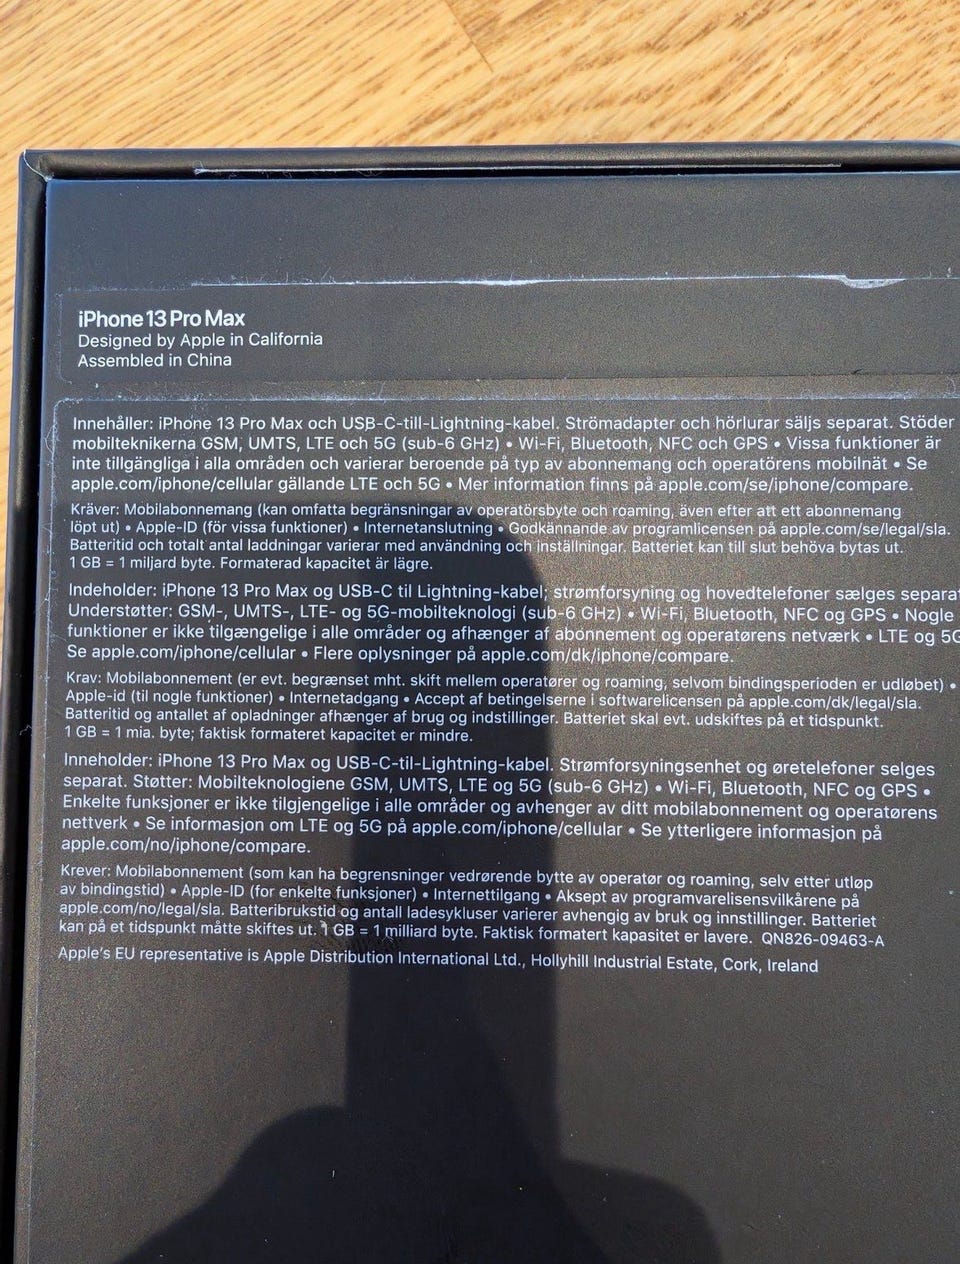 iPhone 13 Pro Max
Designed by Apple in California
Assembled in China
Innehåller: iPhone 13 Pro Max och USB-C-till-Lightning-kabel. Strömadapter och hörlurar säljs separat. Stöder
mobilteknikerna GSM, UMTS, LTE och 5G (sub-6 GHz) • Wi-Fi, Bluetooth, NFC och GPS • Vissa funktioner är
inte tillgängliga i alla områden och varierar beroende på typ av abonnemang och operatörens mobilnät • Se
apple.com/iphone/cellular gällande LTE och 5G • Mer information finns på apple.com/se/iphone/compare.
Kräver: Mobilabonnemang (kan omfatta begränsningar av operatörsbyte och roaming, även efter att ett abonnemang
löpt ut) • Apple-ID (för vissa funktioner) • Internetanslutning • Godkännande av programlicensen på apple.com/se/legal/sla.
Batteritid och totalt antal laddningar varierar med användning och inställningar. Batteriet kan till slut behöva bytas ut.
1 GB = 1 miljard byte. Formaterad kapacitet är lägre.
Indeholder: iPhone 13 Pro Max og USB-C til Lightning-kabel; strømforsyning og hovedtelefoner sælges separat
Understøtter: GSM-, UMTS-, LTE- og 5G-mobilteknologi (sub-6 GHz) • Wi-Fi, Bluetooth, NFC og GPS • Nogle
funktioner er ikke tilgængelige i alle områder og afhænger af abonnement og operatørens netværk • LTE og 5G
Se apple.com/iphone/cellular • Flere oplysninger på apple.com/dk/iphone/compare.
Krav: Mobilabonnement (er evt. begrænset mht. skift mellem operatører og roaming, selvom bindingsperioden er udløbet) •
Apple-id (til nogle funktioner) • Internetadgang • Accept af betingelserne i softwarelicensen på apple.com/dk/legal/sla.
Batteritid og antallet af opladninger afhænger af brug og indstillinger. Batteriet skal evt. udskiftes på et tidspunkt.
1 GB = 1 mia. byte; faktisk formateret kapacitet er mindre.
Inneholder: iPhone 13 Pro Max og USB-C-til-Lightning-kabel. Strømforsyningsenhet og øretelefoner selges
separat. Støtter: Mobilteknologiene GSM, UMTS, LTE og 5G (sub-6 GHz) • Wi-Fi, Bluetooth, NFC og GPS •
Enkelte funksjoner er ikke tilgjengelige i alle områder og avhenger av ditt mobilabonnement og operatørens
nettverk • Se informasjon om LTE og 5G på apple.com/iphone/cellular • Se ytterligere informasjon på
apple.com/no/iphone/compare.
Krever: Mobilabonnement (som kan ha begrensninger vedrørende bytte av operatør og roaming, selv etter utløp
av bindingstid) • Apple-ID (for enkelte funksjoner) • Internettilgang • Aksept av programvarelisensvilkårene på
apple.com/no/legal/sla. Batteribrukstid og antall ladesykluser varierer avhengig av bruk og innstillinger. Batteriet
kan på et tidspunkt måtte skiftes ut. 1 GB = 1 milliard byte. Faktisk formatert kapasitet er lavere. QN826-09463-A
Apple's EU representative is Apple Distribution International Ltd., Hollyhill Industrial Estate, Cork, Ireland